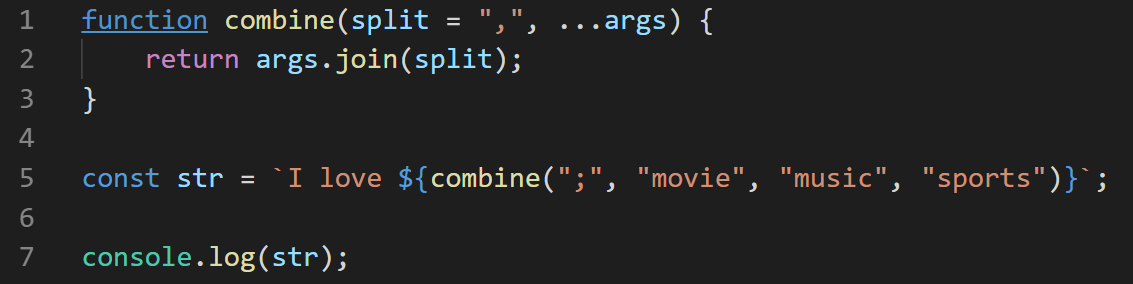 1 function combine(split = ",", ...args) {
2     return args.join(split);
3 }
4
5 const str = `I love ${combine(";", "movie", "music", "sports")}`;
6
7 console.log(str);